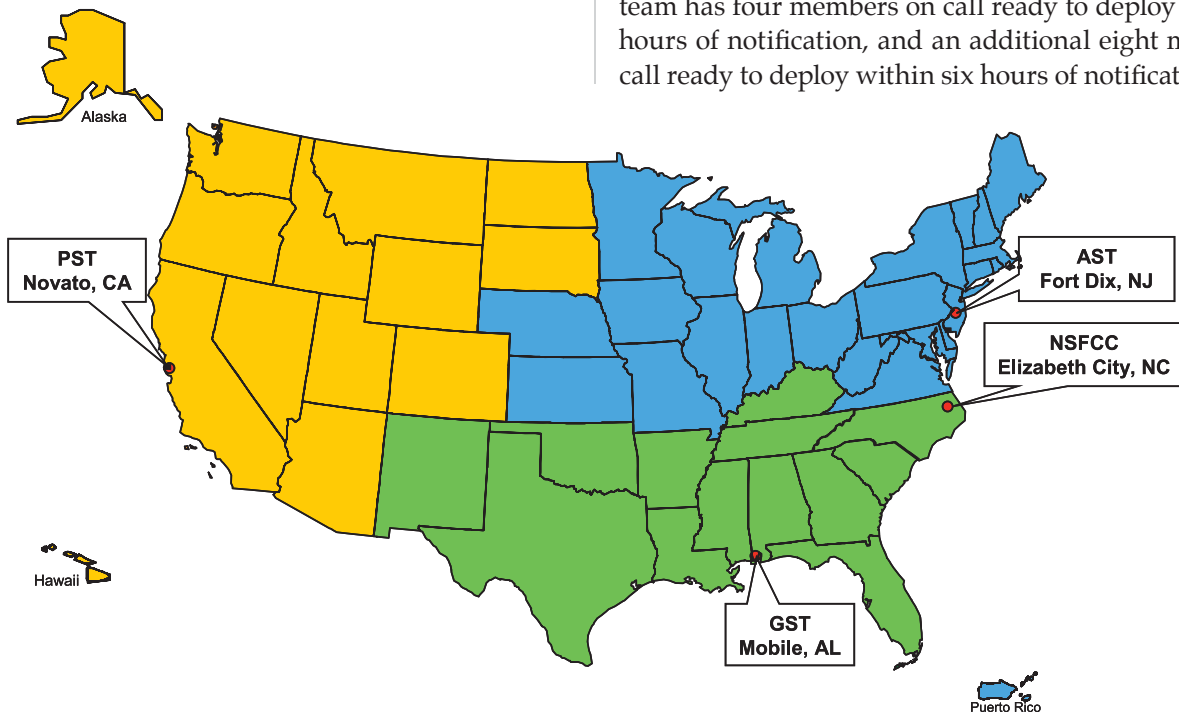 team has four members on call ready to deploy
hours of notification, and an additional eight
call ready to deploy within six hours of
Alaska
PST
Novato, CA
AST
Fort Dix, NJ
NSFCC
Elizabeth City, NC
Hawaii
GST
Mobile, AL
Puerto Rico